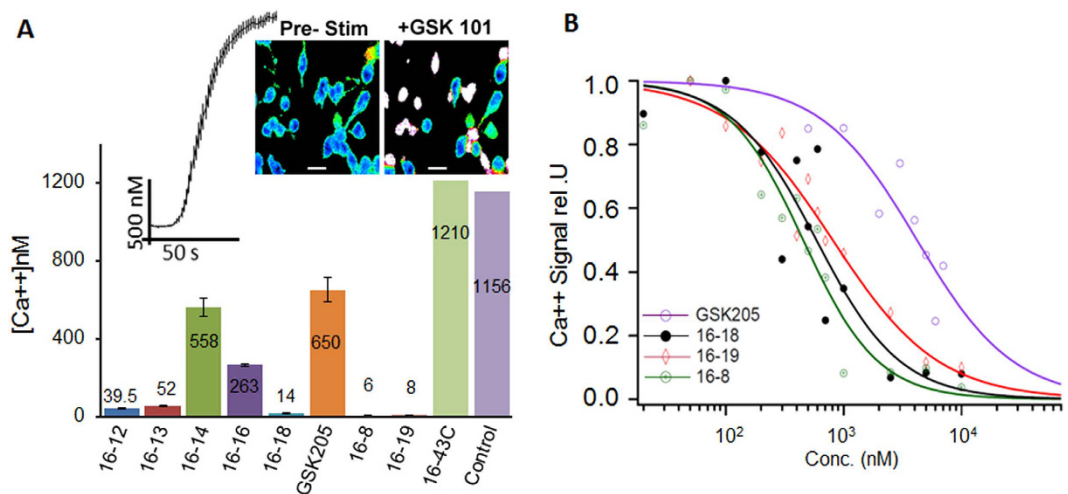 A
Pre- Stim
+GSK 101
500 nM
50 s
[Ca++]nM
1200
800
400
0
39.5
52
558
263
14
650
6
8
1210
1156
16-12
16-13
16-14
16-16
16-18
GSK205
16-8
16-19
16-43C
Control
B
Ca++ Signal rel .U
1.0
0.8
0.6
0.4
0.2
0.0
GSK205
16-18
16-19
16-8
10²
10³
10⁴
Conc. (nM)